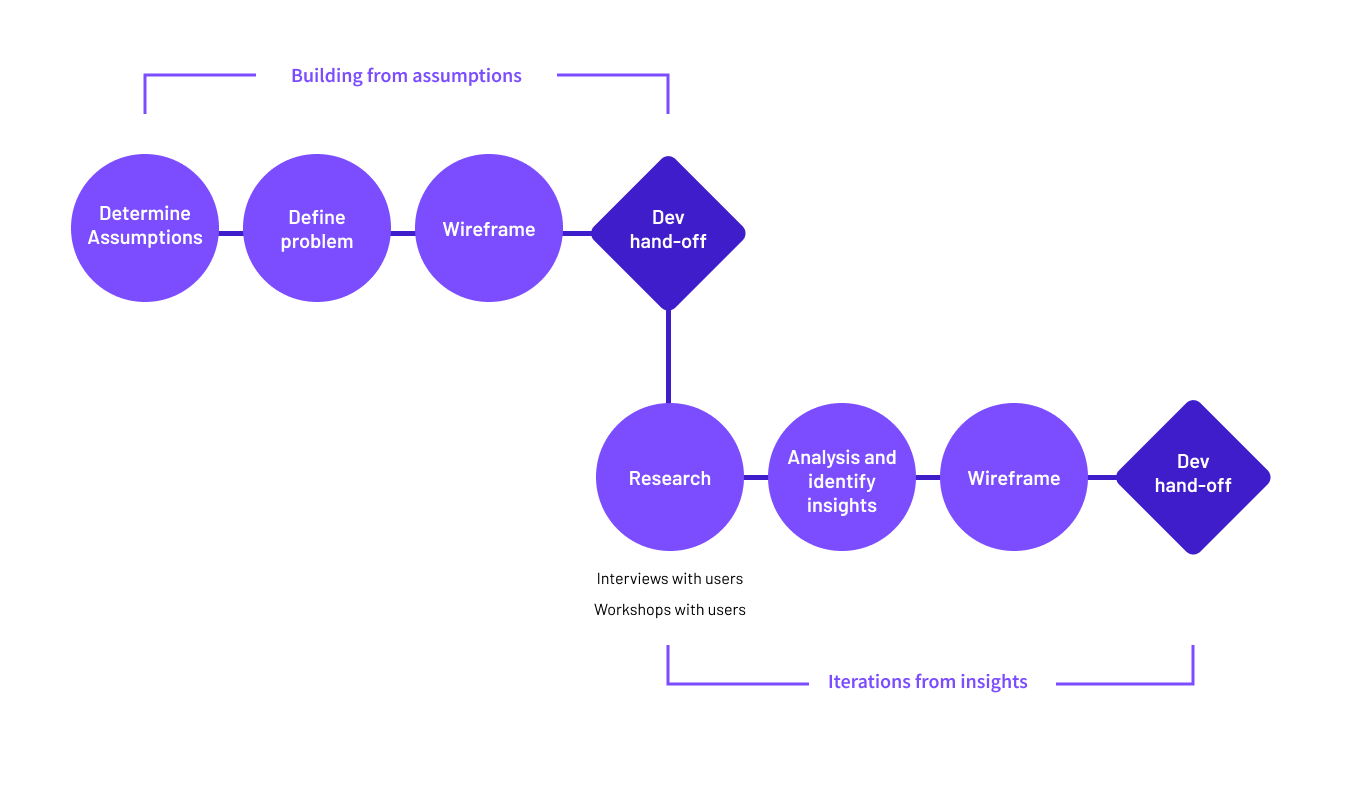 Building from assumptions
Determine
Assumptions
Define
problem
Wireframe
Dev
hand-off
Research
Analysis and
identify
insights
Wireframe
Dev
hand-off
Interviews with users
Workshops with users
Iterations from insights